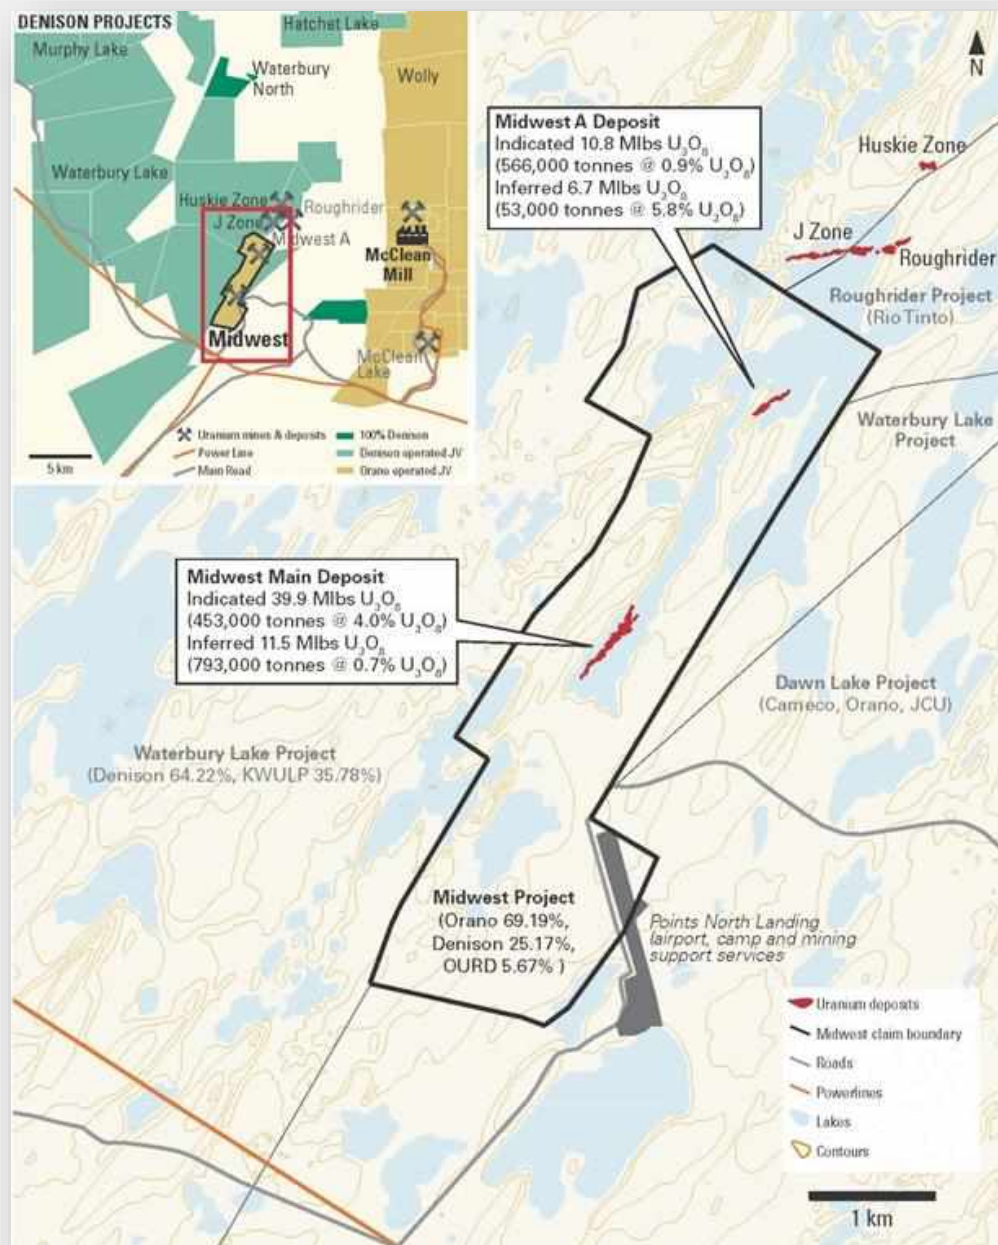 DENISON PROJECTS
Hatchet Lake
Murphy Lake
Waterbury
North
Wolly
Waterbury Lake
Huskie Zone
Roughrider
J Zone
Midwest A
McClean
Mill
Midwest
McClean
Lake
Uranium mines & deposits
100% Denison
Power Line
Denison operated JV
Main Road
Orano operated JV
5 km
N
Midwest A Deposit
Indicated 10.8 Mlbs U₃O₈
(566,000 tonnes @ 0.9% U₃O₈)
Inferred 6.7 Mlbs U₃O₈
(53,000 tonnes @ 5.8% U₃O₈)
Huskie Zone
J Zone
Roughrider
Roughrider Project
(Rio Tinto)
Waterbury Lake
Project
Midwest Main Deposit
Indicated 39.9 Mlbs U₃O₈
(453,000 tonnes @ 4.0% U₃O₈)
Inferred 11.5 Mlbs U₃O₈
(793,000 tonnes @ 0.7% U₃O₈)
Dawn Lake Project
(Cameco, Orano, JCU)
Waterbury Lake Project
(Denison 64.22%, KWULP 35.78%)
Midwest Project
(Orano 69.19%,
Denison 25.17%,
OURD 5.67% )
Points North Landing
(airport, camp and mining
support services
Uranium deposits
Midwest claim boundary
Roads
Powerlines
Lakes
Contours
1 km